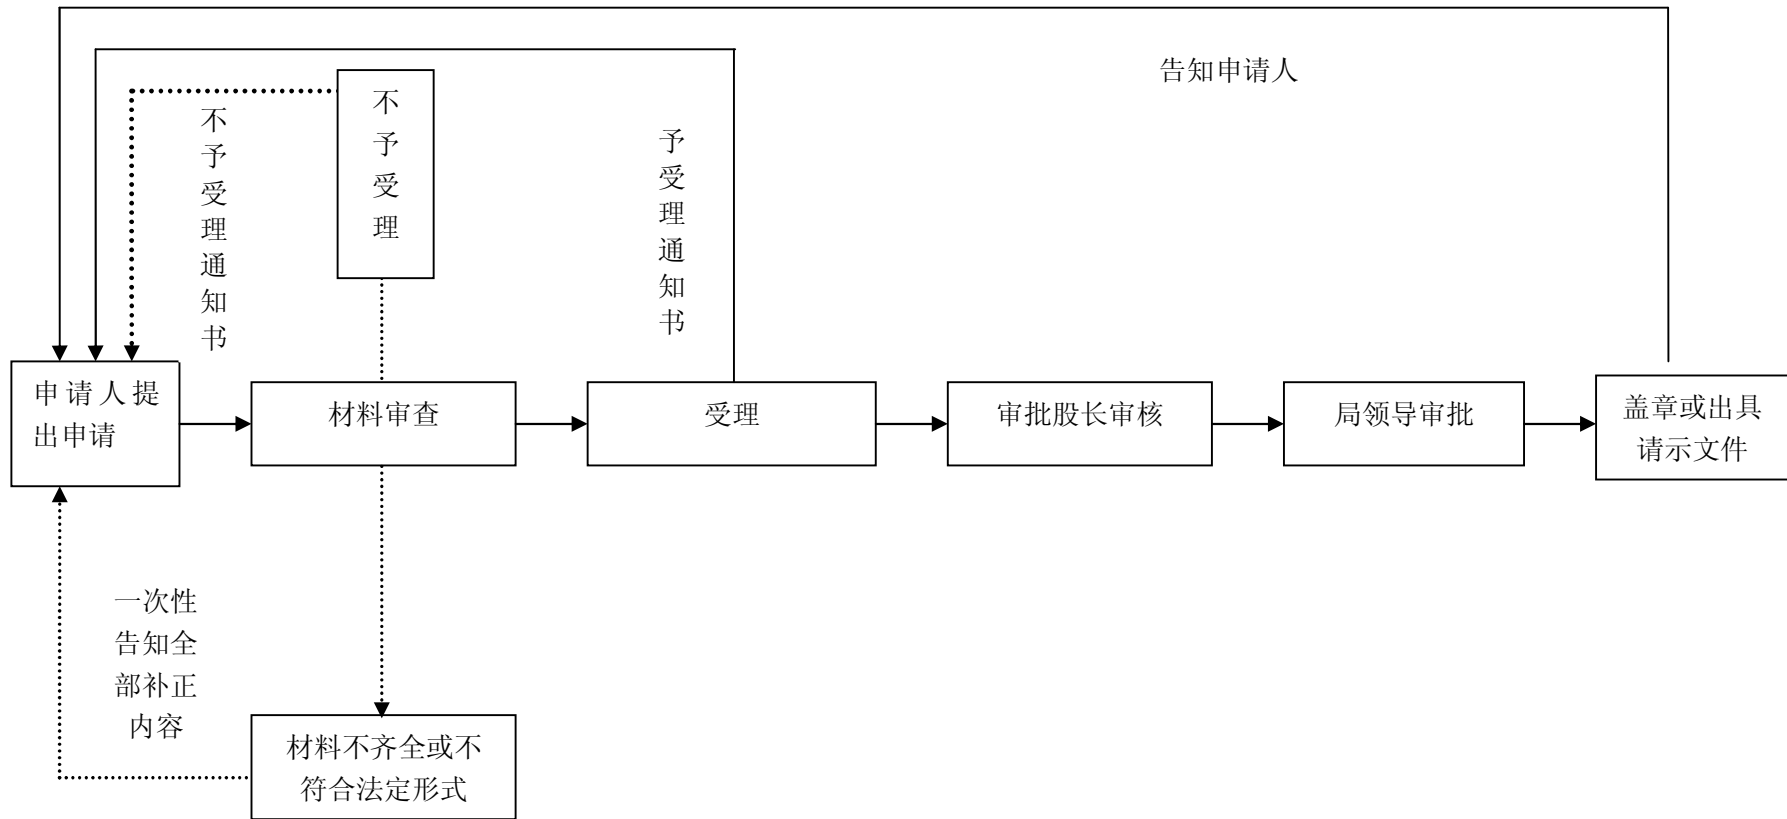 告知申请人
不予受理
不予受理通知书
予受理通知书
申请人提
出申请
材料审查
受理
审批股长审核
局领导审批
盖章或出具
请示文件
一次性
告知全
部补正
内容
材料不齐全或不
符合法定形式